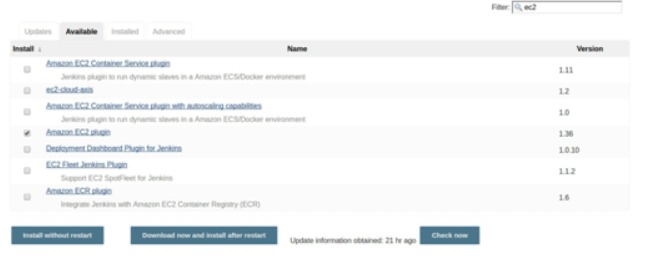 Filter: ec2
Updates Available Installed Advanced
Install ↓ Name Version
Amazon EC2 Container Service plugin 1.11
Jenkins plugin to run dynamic slaves in a Amazon ECS/Docker environment
ec2-cloud-axis 1.2
Amazon EC2 Container Service plugin with autoscaling capabilities 1.0
Jenkins plugin to run dynamic slaves in a Amazon ECS/Docker environment
Amazon EC2 plugin 1.36
Deployment Dashboard Plugin for Jenkins 1.0.10
EC2 Fleet Jenkins Plugin 1.1.2
Support EC2 SpotFleet for Jenkins
Amazon ECR plugin 1.6
Integrate Jenkins with Amazon EC2 Container Registry (ECR)
Install without restart Download now and install after restart Update information obtained: 21 hr ago Check now